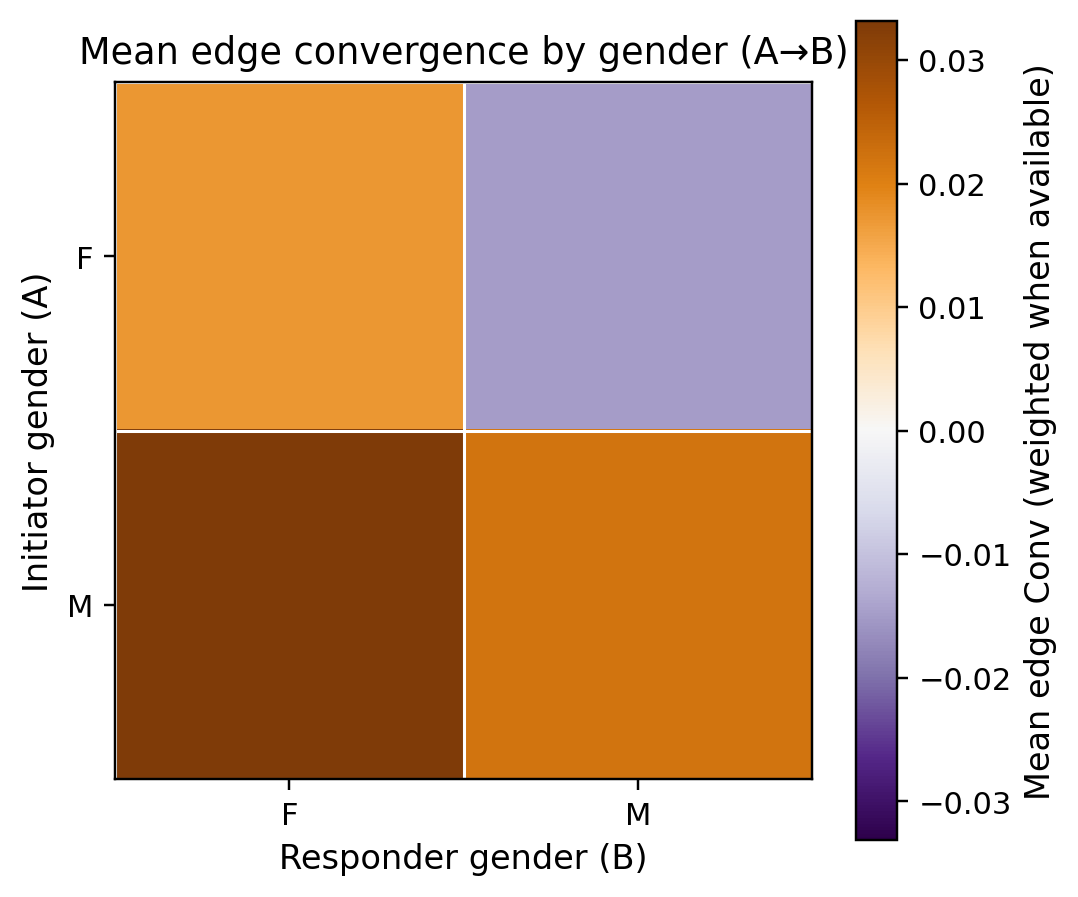 Mean edge convergence by gender (A→B)
Initiator gender (A)
F
M
F
M
Responder gender (B)
0.03
0.02
0.01
0.00
−0.01
−0.02
−0.03
Mean edge Conv (weighted when available)